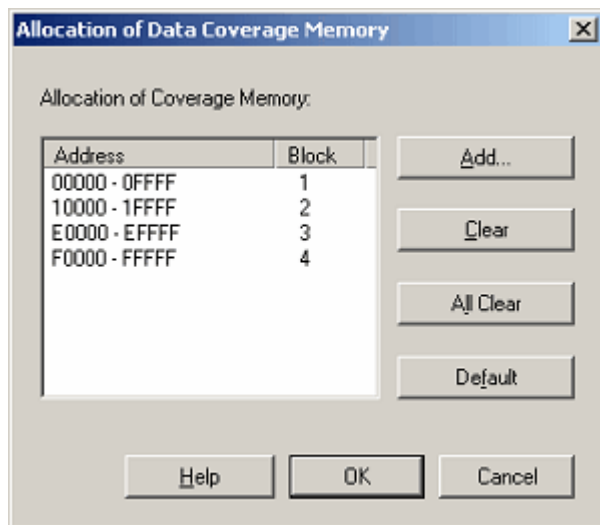 Allocation of Data Coverage Memory
Allocation of Coverage Memory:
Address Block
00000 - 0FFFF 1
10000 - 1FFFF 2
E0000 - EFFFF 3
F0000 - FFFFF 4
Add...
Clear
All Clear
Default
Help OK Cancel